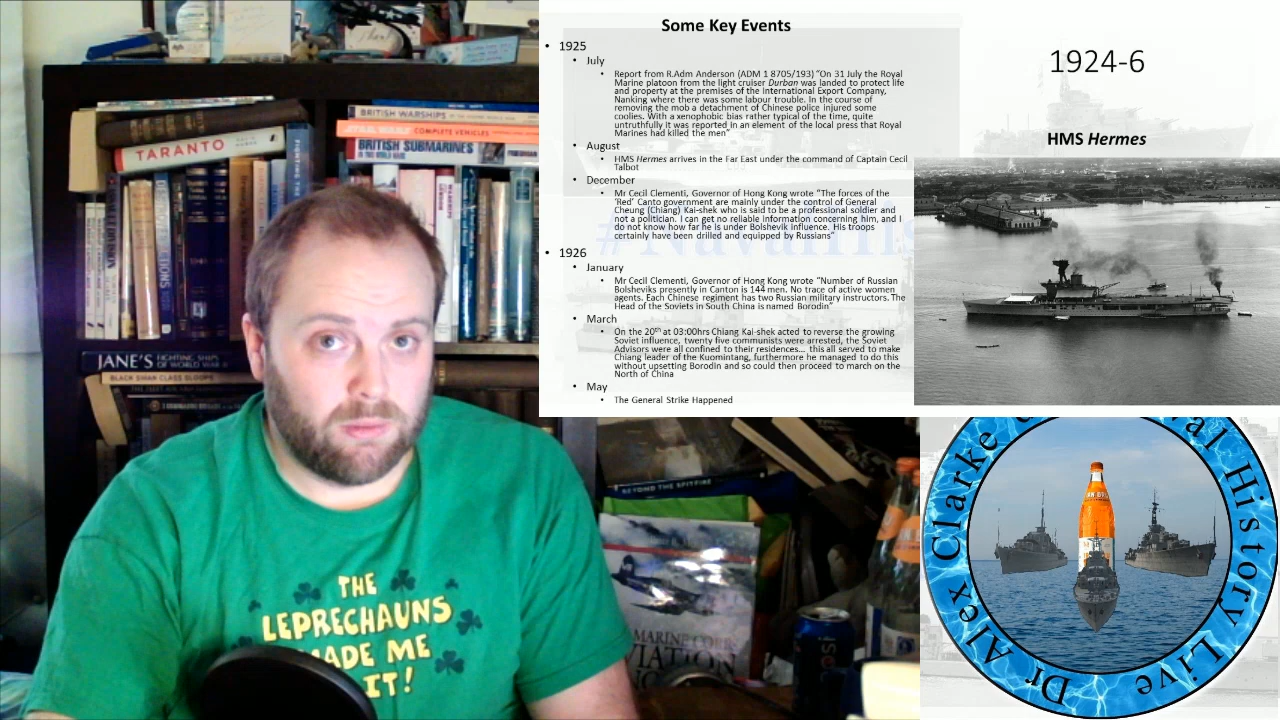 Some Key Events
• 1925
• July
• Report from R.Adm Anderson (ADM 1 8705/193) “On 31 July the Royal
Marine platoon from the light cruiser Durban was landed to protect life
and property at the premises of the International Export Company,
Nanking where there was some labour trouble. In the course of
removing the mob a detachment of Chinese police injured some
coolies. With a xenophobic bias rather typical of the time, quite
untruthfully it was reported in an element of the local press that Royal
Marines had killed the men”
• August
• HMS Hermes arrives in the Far East under the command of Captain Cecil
Talbot
• December
• Mr Cecil Clementi, Governor of Hong Kong wrote “The forces of the
‘Red’ Canto government are mainly under the control of General
Cheung (Chiang) Kai-shek who is said to be a professional soldier and
not a politician. I can get no reliable information concerning him, and I
do not know how far he is under Bolshevik influence. His troops
certainly have been drilled and equipped by Russians”
• 1926
• January
• Mr Cecil Clementi, Governor of Hong Kong wrote “Number of Russian
Bolsheviks presently in Canton is 144 men. No trace of active women
agents. Each Chinese regiment has two Russian military instructors. The
Head of the Soviets in South China is named Borodin”
• March
• On the 20th at 03:00hrs Chiang Kai-shek acted to reverse the growing
Soviet influence, twenty five communists were arrested, the Soviet
Advisors were all confined to their residences… this all served to make
Chiang leader of the Kuomintang, furthermore he managed to do this
without upsetting Borodin and so could then proceed to march on the
North of China
• May
• The General Strike Happened
1924-6
HMS Hermes
Dr Alex Clarke
val History Live
TARANTO
BRITISH WARSHIPS
STAR WARS COMPLETE VEHICLES
BRITISH SUBMARINES
JANE'S FIGHTING SHIPS
OF WORLD WAR II
BLACK SWAN CLASS SLOOPS
BEYOND THE SPITFIRE
MARINE CORPS
THE
LEPRECHAUNS
MADE ME
IT!